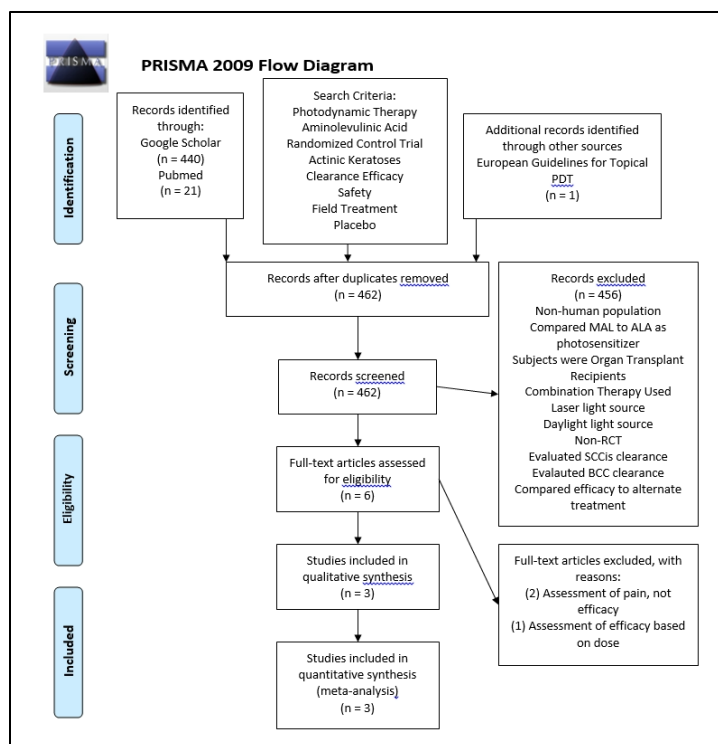 PRISMA
PRISMA 2009 Flow Diagram
Identification
Records identified
through:
Google Scholar
(n = 440)
Pubmed
(n = 21)
Search Criteria:
Photodynamic Therapy
Aminolevulinic Acid
Randomized Control Trial
Actinic Keratoses
Clearance Efficacy
Safety
Field Treatment
Placebo
Additional records identified
through other sources
European Guidelines for Topical
PDT
(n = 1)
Screening
Records after duplicates removed
(n = 462)
Records screened
(n = 462)
Records excluded
(n = 456)
Non-human population
Compared MAL to ALA as
photosensitizer
Subjects were Organ Transplant
Recipients
Combination Therapy Used
Laser light source
Daylight light source
Non-RCT
Evaluated SCCis clearance
Evalauted BCC clearance
Compared efficacy to alternate
treatment
Eligibility
Full-text articles assessed
for eligibility
(n = 6)
Full-text articles excluded, with
reasons:
(2) Assessment of pain, not
efficacy
(1) Assessment of efficacy based
on dose
Studies included in
qualitative synthesis
(n = 3)
Included
Studies included in
quantitative synthesis
(meta-analysis)
(n = 3)